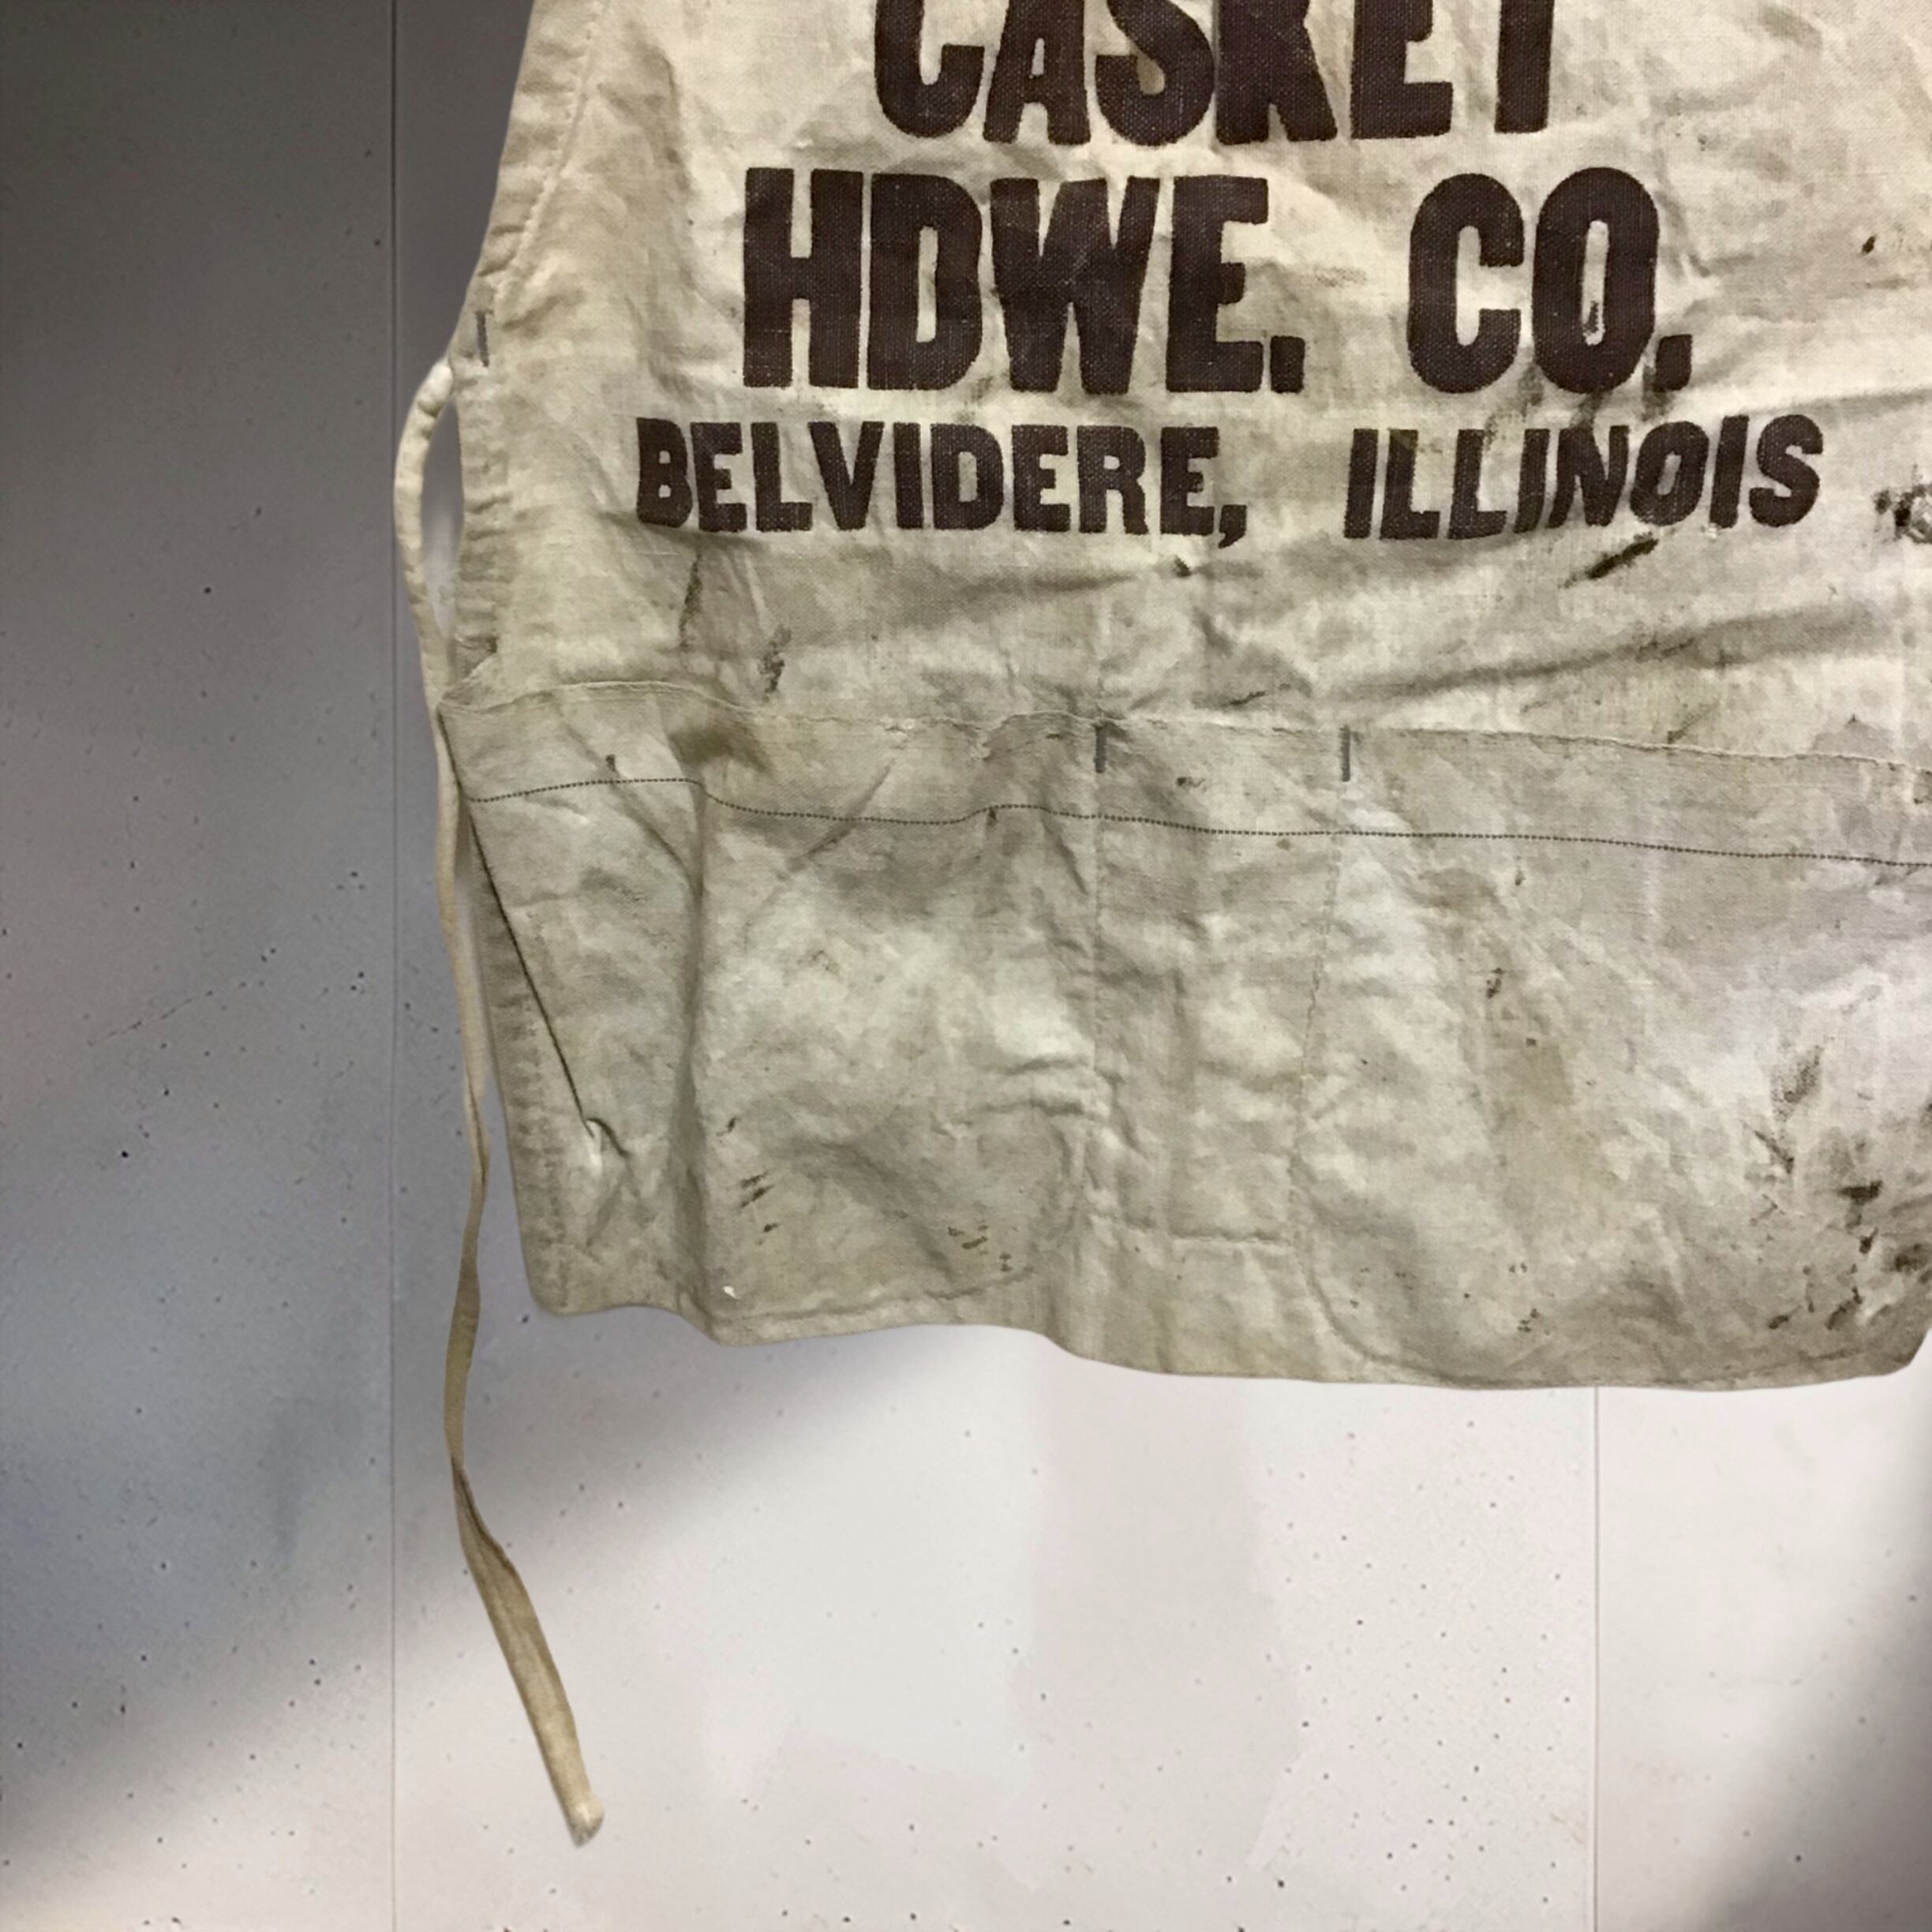 CASKET
HDWE. CO.
BELVIDERE, ILLINOIS